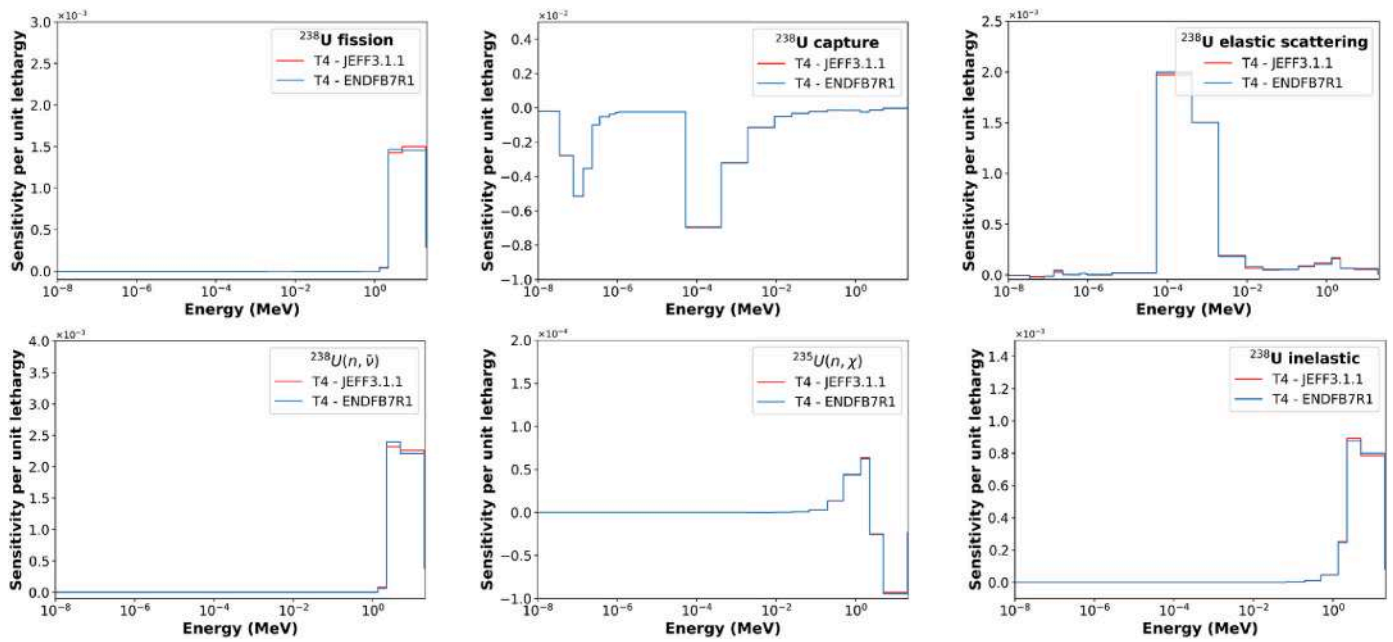 ×10⁻³
3.0
2.5
2.0
1.5
1.0
0.5
0.0
Sensitivity per unit lethargy
²³⁸U fission
T4 - JEFF3.1.1
T4 - ENDFB7R1
10⁻⁸ 10⁻⁶ 10⁻⁴ 10⁻² 10⁰
Energy (MeV)
×10⁻²
0.4
0.2
0.0
−0.2
−0.4
−0.6
−0.8
−1.0
Sensitivity per unit lethargy
²³⁸U capture
T4 - JEFF3.1.1
T4 - ENDFB7R1
10⁻⁸ 10⁻⁶ 10⁻⁴ 10⁻² 10⁰
Energy (MeV)
×10⁻³
2.5
2.0
1.5
1.0
0.5
0.0
Sensitivity per unit lethargy
²³⁸U elastic scattering
T4 - JEFF3.1.1
T4 - ENDFB7R1
10⁻⁸ 10⁻⁶ 10⁻⁴ 10⁻² 10⁰
Energy (MeV)
×10⁻³
4.0
3.5
3.0
2.5
2.0
1.5
1.0
0.5
0.0
Sensitivity per unit lethargy
²³⁸U(n, ν̄)
T4 - JEFF3.1.1
T4 - ENDFB7R1
10⁻⁸ 10⁻⁶ 10⁻⁴ 10⁻² 10⁰
Energy (MeV)
×10⁻⁴
2.0
1.5
1.0
0.5
0.0
−0.5
−1.0
Sensitivity per unit lethargy
²³⁵U(n, χ)
T4 - JEFF3.1.1
T4 - ENDFB7R1
10⁻⁸ 10⁻⁶ 10⁻⁴ 10⁻² 10⁰
Energy (MeV)
×10⁻³
1.4
1.2
1.0
0.8
0.6
0.4
0.2
0.0
Sensitivity per unit lethargy
²³⁸U inelastic
T4 - JEFF3.1.1
T4 - ENDFB7R1
10⁻⁸ 10⁻⁶ 10⁻⁴ 10⁻² 10⁰
Energy (MeV)